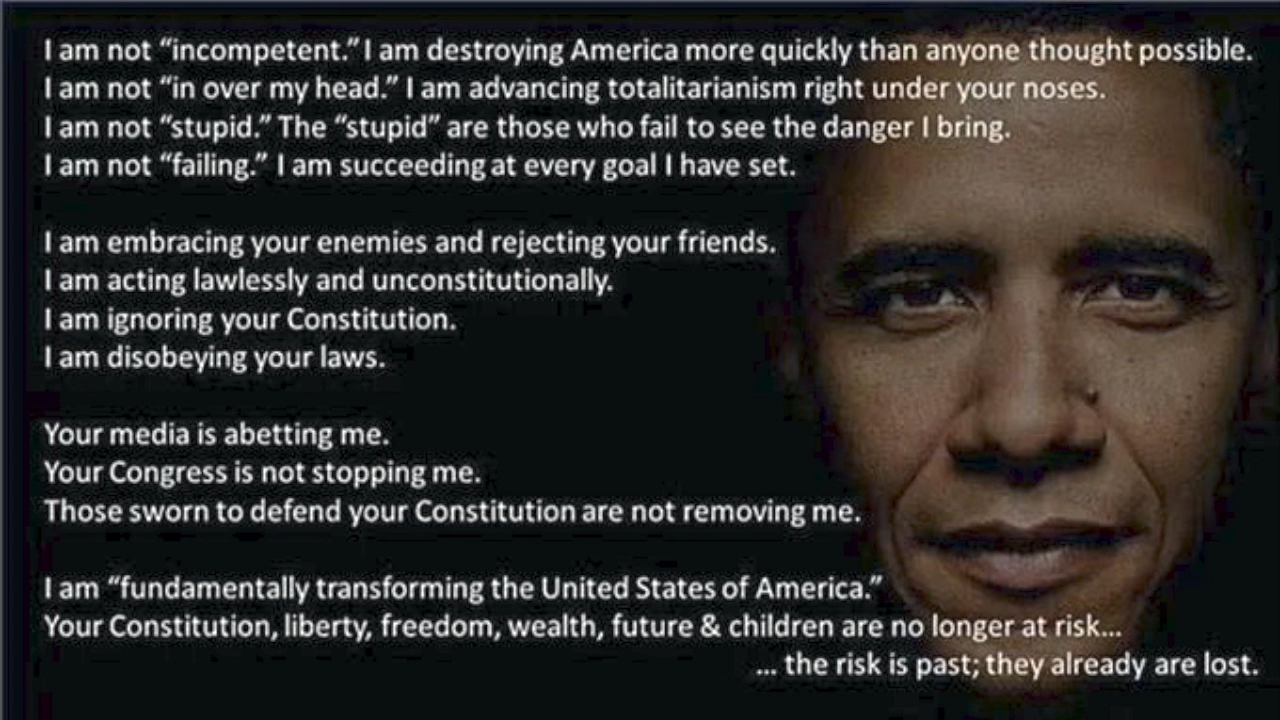 I am not “incompetent.” I am destroying America more quickly than anyone thought possible.
I am not “in over my head.” I am advancing totalitarianism right under your noses.
I am not “stupid.” The “stupid” are those who fail to see the danger I bring.
I am not “failing.” I am succeeding at every goal I have set.
I am embracing your enemies and rejecting your friends.
I am acting lawlessly and unconstitutionally.
I am ignoring your Constitution.
I am disobeying your laws.
Your media is abetting me.
Your Congress is not stopping me.
Those sworn to defend your Constitution are not removing me.
I am “fundamentally transforming the United States of America.”
Your Constitution, liberty, freedom, wealth, future & children are no longer at risk...
... the risk is past; they already are lost.